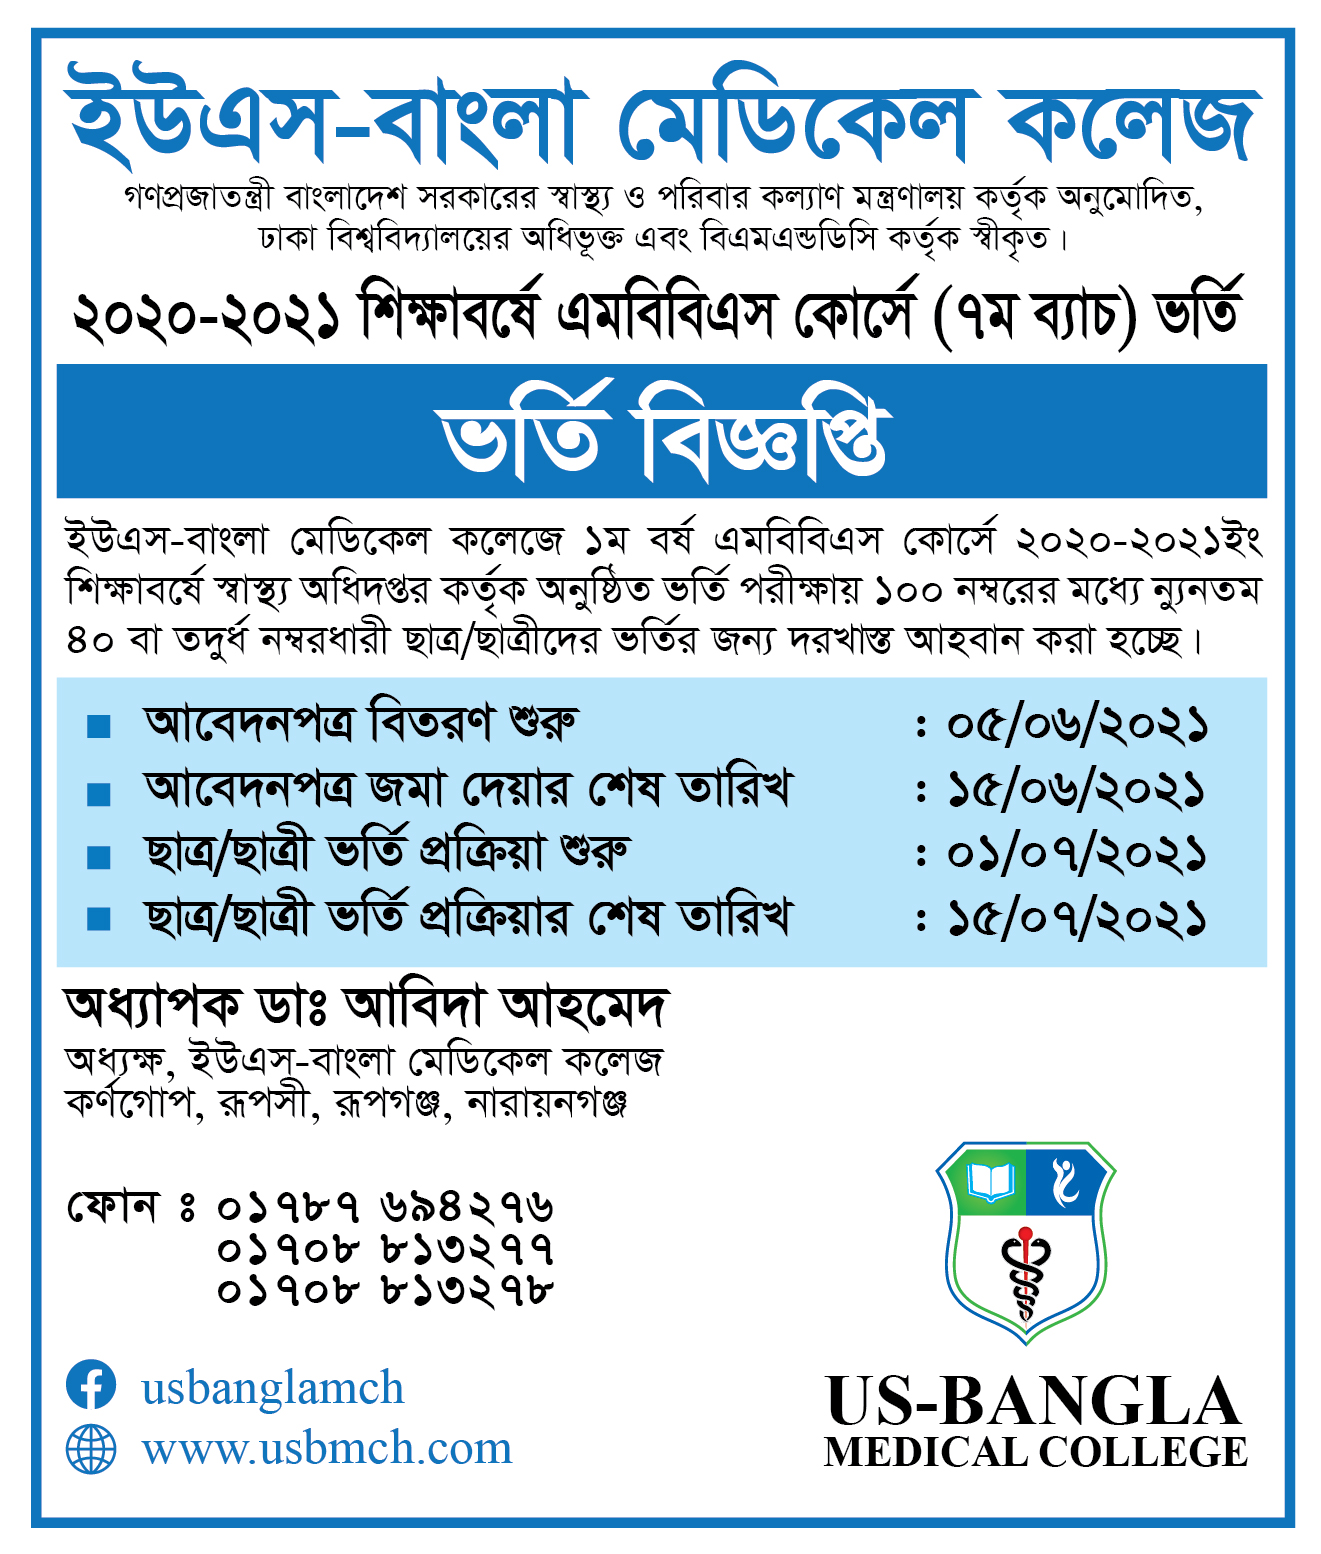 ইউএস-বাংলা মেডিকেল কলেজ
গণপ্রজাতন্ত্রী বাংলাদেশ সরকারের স্বাস্থ্য ও পরিবার কল্যাণ মন্ত্রণালয় কর্তৃক অনুমোদিত,
ঢাকা বিশ্ববিদ্যালয়ের অধিভূক্ত এবং বিএমএন্ডডিসি কর্তৃক স্বীকৃত।
২০২০-২০২১ শিক্ষাবর্ষে এমবিবিএস কোর্সে (৭ম ব্যাচ) ভর্তি
ভর্তি বিজ্ঞপ্তি
ইউএস-বাংলা মেডিকেল কলেজে ১ম বর্ষ এমবিবিএস কোর্সে ২০২০-২০২১ইং
শিক্ষাবর্ষে স্বাস্থ্য অধিদপ্তর কর্তৃক অনুষ্ঠিত ভর্তি পরীক্ষায় ১০০ নম্বরের মধ্যে ন্যুনতম
৪০ বা তদুর্ধ নম্বরধারী ছাত্র/ছাত্রীদের ভর্তির জন্য দরখাস্ত আহবান করা হচ্ছে।
আবেদনপত্র বিতরণ শুরু : ০৫/০৬/২০২১
আবেদনপত্র জমা দেয়ার শেষ তারিখ : ১৫/০৬/২০২১
ছাত্র/ছাত্রী ভর্তি প্রক্রিয়া শুরু : ০১/০৭/২০২১
ছাত্র/ছাত্রী ভর্তি প্রক্রিয়ার শেষ তারিখ : ১৫/০৭/২০২১
অধ্যাপক ডাঃ আবিদা আহমেদ
অধ্যক্ষ, ইউএস-বাংলা মেডিকেল কলেজ
কর্ণগোপ, রূপসী, রূপগঞ্জ, নারায়নগঞ্জ
ফোন ঃ ০১৭৮৭ ৬৯৪২৭৬
০১৭০৮ ৮১৩২৭৭
০১৭০৮ ৮১৩২৭৮
usbanglamch
www.usbmch.com
US-BANGLA
MEDICAL COLLEGE